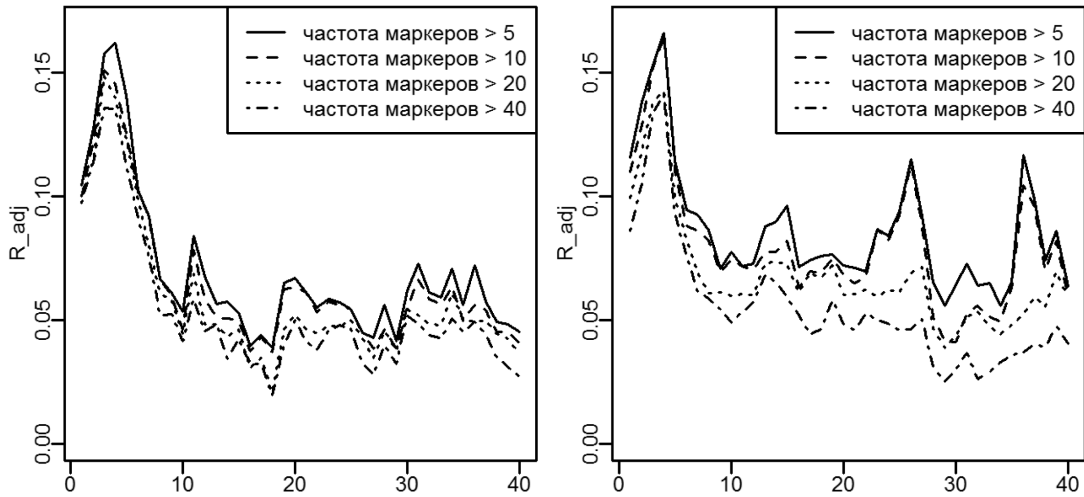 частота маркеров > 5
частота маркеров > 10
частота маркеров > 20
частота маркеров > 40
R_adj
0.00
0.05
0.10
0.15
0 10 20 30 40
частота маркеров > 5
частота маркеров > 10
частота маркеров > 20
частота маркеров > 40
R_adj
0.00
0.05
0.10
0.15
0 10 20 30 40